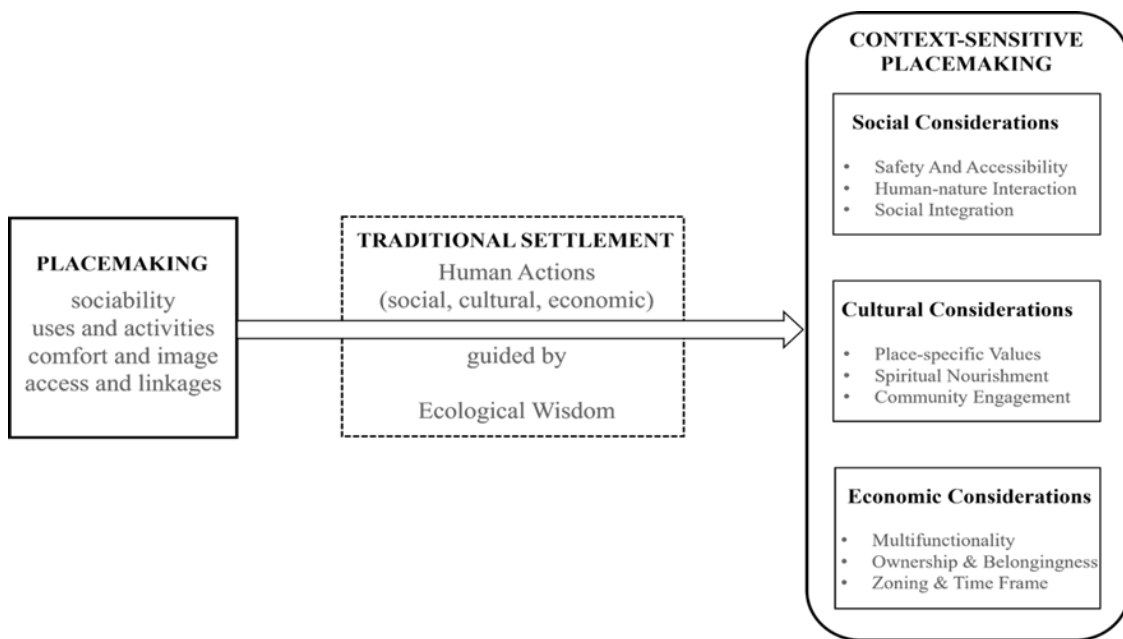 PLACEMAKING
sociability
uses and activities
comfort and image
access and linkages
TRADITIONAL SETTLEMENT
Human Actions
(social, cultural, economic)
guided by
Ecological Wisdom
CONTEXT-SENSITIVE
PLACEMAKING
Social Considerations
• Safety And Accessibility
• Human-nature Interaction
• Social Integration
Cultural Considerations
• Place-specific Values
• Spiritual Nourishment
• Community Engagement
Economic Considerations
• Multifunctionality
• Ownership & Belongingness
• Zoning & Time Frame